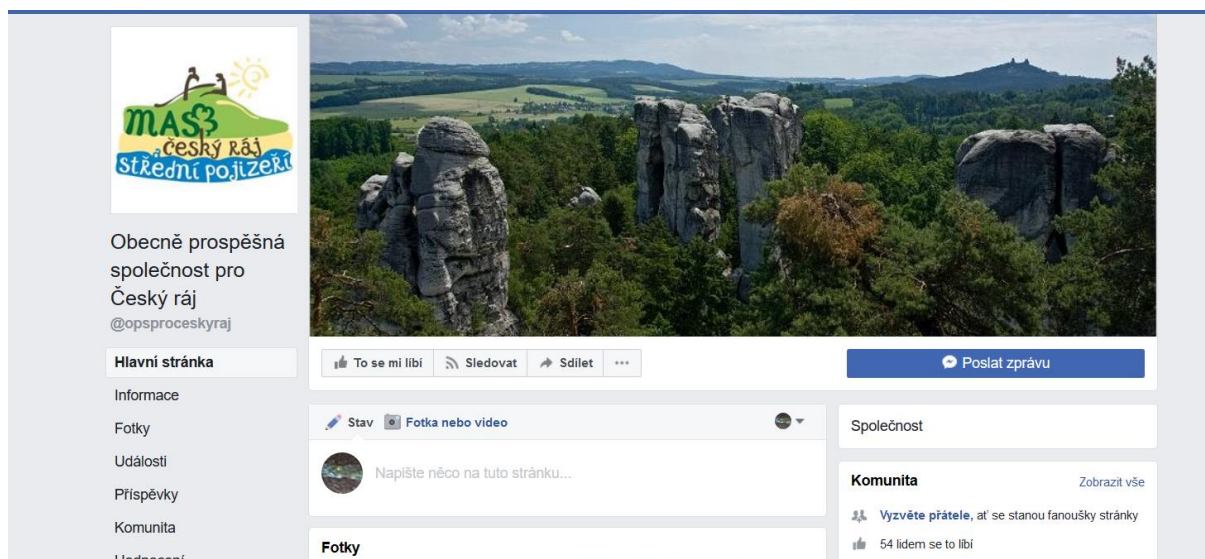 MAS
český Ráj
střední pojizeří
Obecně prospěšná
společnost pro
Český ráj
@opsproceskyraj
Hlavní stránka
Informace
Fotky
Události
Příspěvky
Komunita
Hodnocení
To se mi líbí
Sledovat
Sdílet
Poslat zprávu
Stav
Fotka nebo video
Napište něco na tuto stránku...
Fotky
Společnost
Komunita
Zobrazit vše
Vyzvěte přátele, ať se stanou fanoušky stránky
54 lidem se to líbí